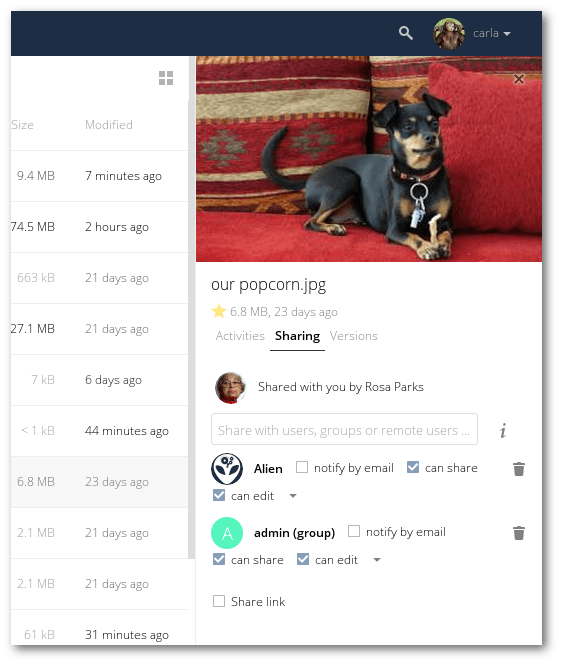 carla
Size Modified
9.4 MB 7 minutes ago
74.5 MB 2 hours ago
663 kB 21 days ago
27.1 MB 21 days ago
7 kB 6 days ago
< 1 kB 44 minutes ago
6.8 MB 23 days ago
2.1 MB 21 days ago
2.1 MB 21 days ago
61 kB 31 minutes ago
our popcorn.jpg
6.8 MB, 23 days ago
Activities Sharing Versions
Shared with you by Rosa Parks
Share with users, groups or remote users ...
i
Alien notify by email can share
can edit
A admin (group) notify by email
can share can edit
Share link